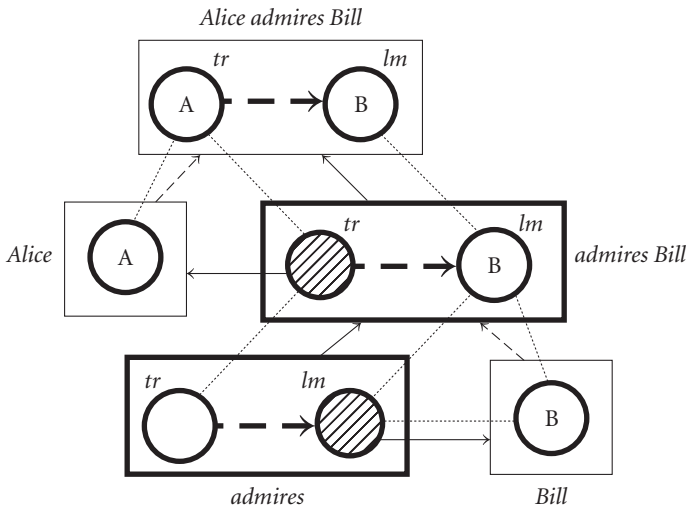 Alice admires Bill
tr lm
A B
tr lm
Alice A B admires Bill
tr lm
B
admires Bill